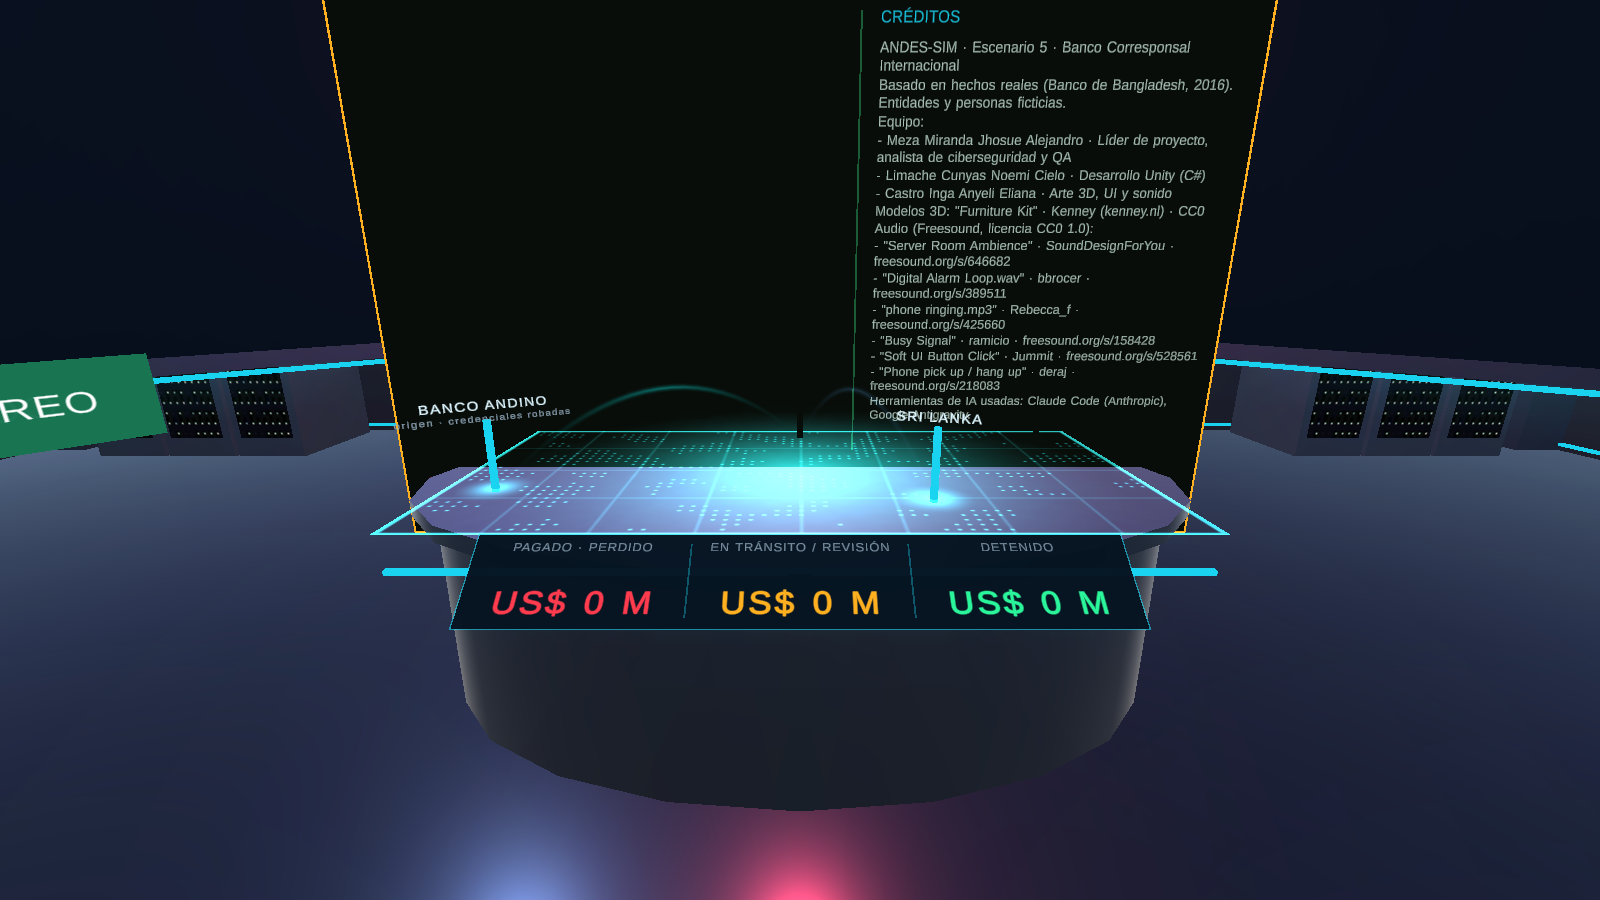 CRÉDITOS
ANDES-SIM · Escenario 5 · Banco Corresponsal
Internacional
Basado en hechos reales (Banco de Bangladesh, 2016).
Entidades y personas ficticias.
Equipo:
- Meza Miranda Jhosue Alejandro · Líder de proyecto,
analista de ciberseguridad y QA
- Limache Cunyas Noemi Cielo · Desarrollo Unity (C#)
- Castro Inga Anyeli Eliana · Arte 3D, UI y sonido
Modelos 3D: "Furniture Kit" · Kenney (kenney.nl) · CC0
Audio (Freesound, licencia CC0 1.0):
- "Server Room Ambience" · SoundDesignForYou ·
freesound.org/s/646682
- "Digital Alarm Loop.wav" · bbrocer ·
freesound.org/s/389511
- "phone ringing.mp3" · Rebecca_f ·
freesound.org/s/425660
- "Busy Signal" · ramicio · freesound.org/s/158428
- "Soft UI Button Click" · Jummit · freesound.org/s/528561
- "Phone pick up / hang up" · deraj ·
freesound.org/s/218083
Herramientas de IA usadas: Claude Code (Anthropic),
Google
REO
BANCO ANDINO
origen · credenciales robadas
SRI LANKA
PAGADO · PERDIDO
EN TRÁNSITO / REVISIÓN
DETENIDO
US$ 0 M
US$ 0 M
US$ 0 M